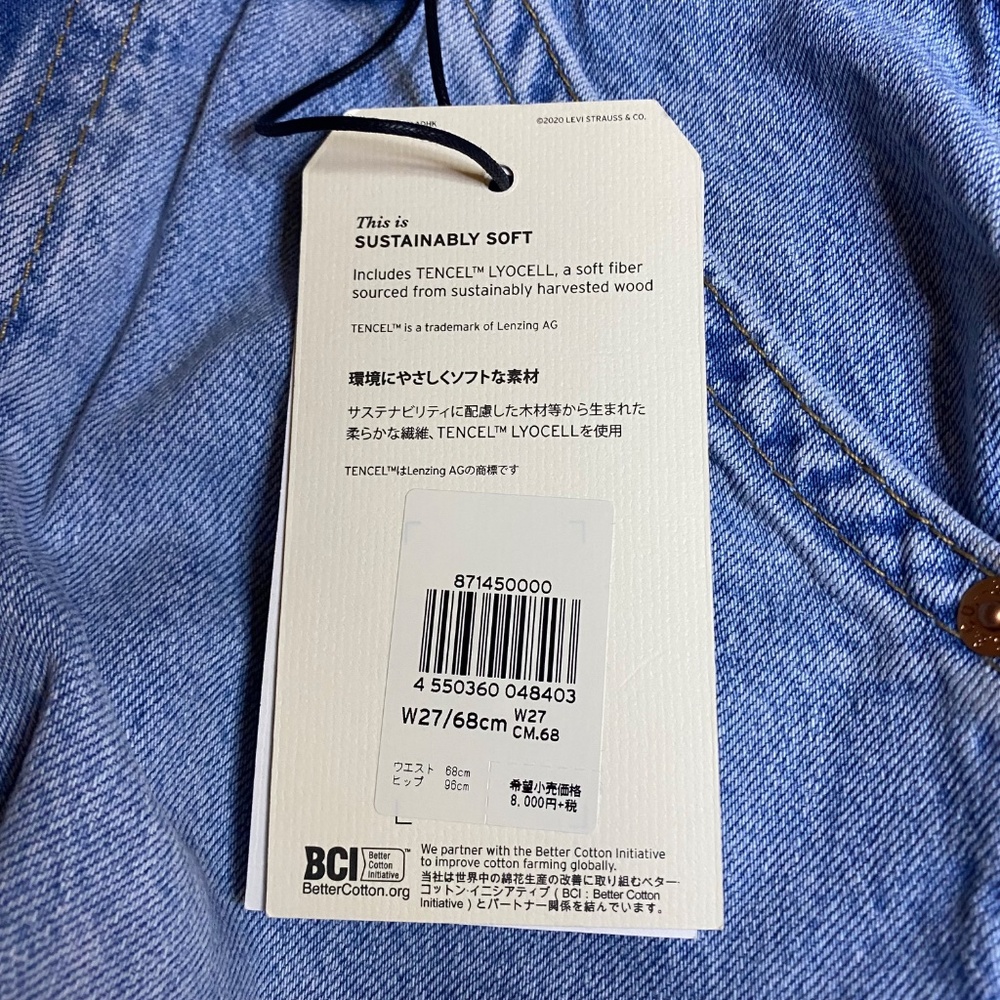 ©2020 LEVI STRAUSS & CO.
This is
SUSTAINABLY SOFT
Includes TENCEL™ LYOCELL, a soft fiber
sourced from sustainably harvested wood
TENCEL™ is a trademark of Lenzing AG
環境にやさしくソフトな素材
サステナビリティに配慮した木材等から生まれた
柔らかな繊維、TENCEL™ LYOCELLを使用
TENCEL™はLenzing AGの商標です
871450000
4 550360 048403
W27/68cm W27
CM.68
ウエスト 68cm
ヒップ 96cm
希望小売価格
8,000円+税
BCI Better Cotton Initiative™
BetterCotton.org
We partner with the Better Cotton Initiative
to improve cotton farming globally.
当社は世界中の綿花生産の改善に取り組むベター・
コットン・イニシアティブ(BCI:Better Cotton
Initiative)とパートナー関係を結んでいます。